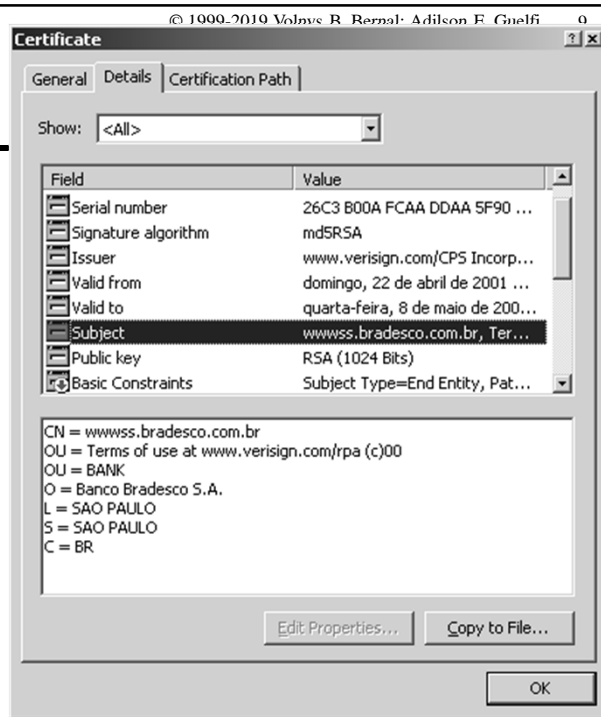 © 1999-2019 Volnys B. Bernal; Adilson E. Guelfi 9
Certificate
General Details Certification Path
Show: <All>
Field Value
Serial number 26C3 B00A FCAA DDAA 5F90 ...
Signature algorithm md5RSA
Issuer www.verisign.com/CPS Incorp...
Valid from domingo, 22 de abril de 2001 ...
Valid to quarta-feira, 8 de maio de 200...
Subject wwwss.bradesco.com.br, Ter...
Public key RSA (1024 Bits)
Basic Constraints Subject Type=End Entity, Pat...
CN = wwwss.bradesco.com.br
OU = Terms of use at www.verisign.com/rpa (c)00
OU = BANK
O = Banco Bradesco S.A.
L = SAO PAULO
S = SAO PAULO
C = BR
Edit Properties... Copy to File...
OK